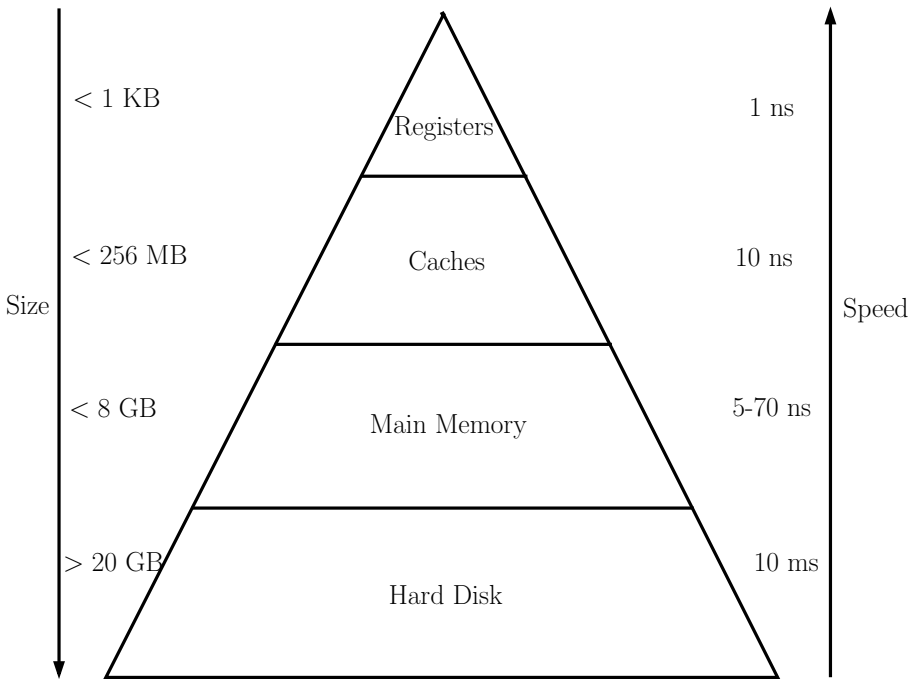 < 1 KB
1 ns
Registers
< 256 MB
10 ns
Caches
Size
Speed
< 8 GB
5-70 ns
Main Memory
> 20 GB
10 ms
Hard Disk